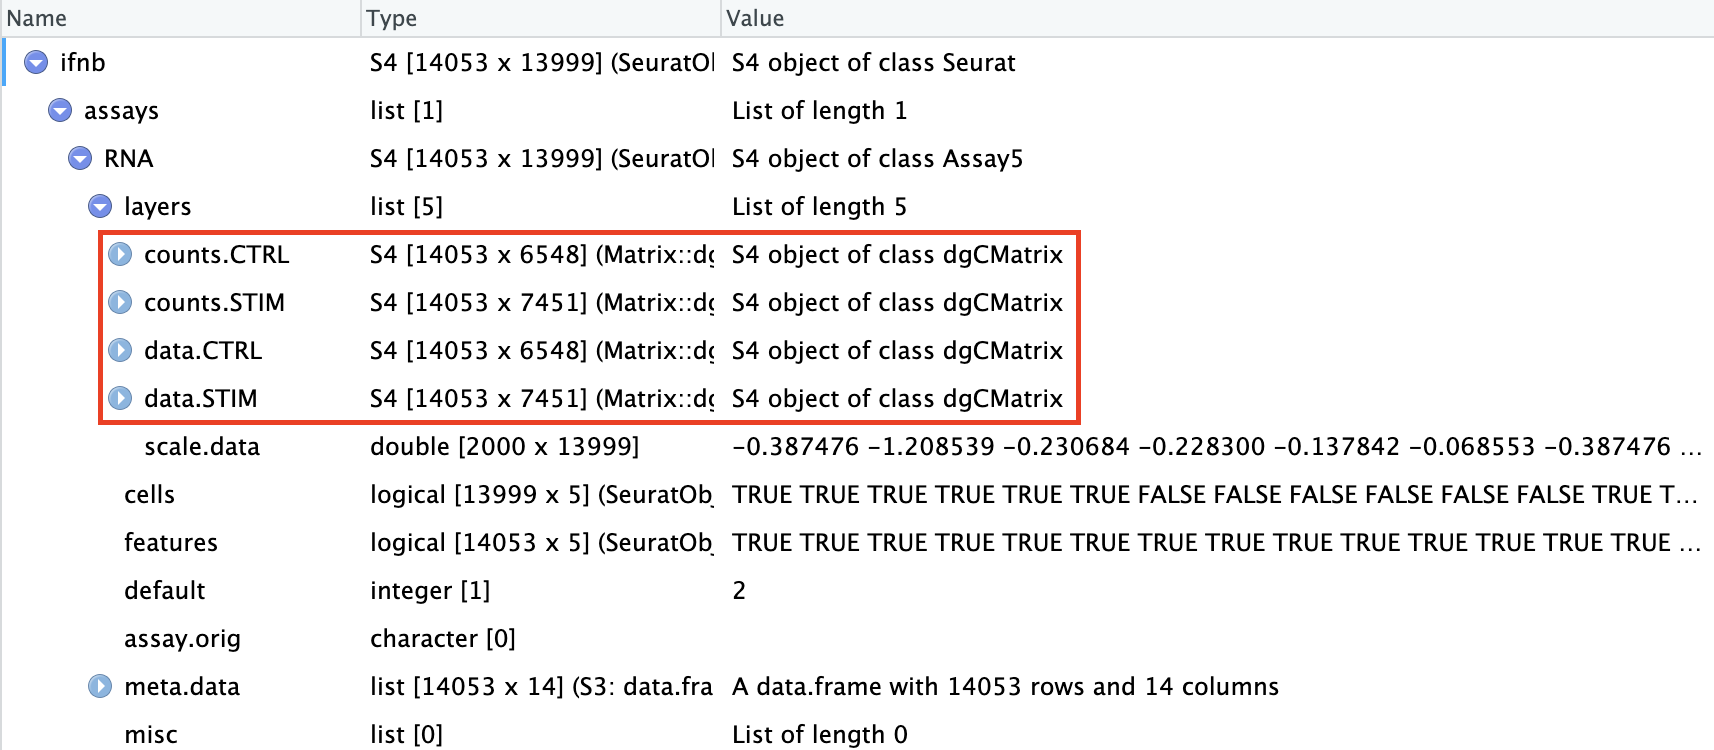 Name Type Value
ifnb S4 [14053 x 13999] (SeuratOl S4 object of class Seurat
assays list [1] List of length 1
RNA S4 [14053 x 13999] (SeuratOl S4 object of class Assay5
layers list [5] List of length 5
counts.CTRL S4 [14053 x 6548] (Matrix::dg S4 object of class dgCMatrix
counts.STIM S4 [14053 x 7451] (Matrix::dg S4 object of class dgCMatrix
data.CTRL S4 [14053 x 6548] (Matrix::dg S4 object of class dgCMatrix
data.STIM S4 [14053 x 7451] (Matrix::dg S4 object of class dgCMatrix
scale.data double [2000 x 13999] -0.387476 -1.208539 -0.230684 -0.228300 -0.137842 -0.068553 -0.387476 ...
cells logical [13999 x 5] (SeuratOb TRUE TRUE TRUE TRUE TRUE TRUE FALSE FALSE FALSE FALSE FALSE FALSE TRUE T...
features logical [14053 x 5] (SeuratOb TRUE TRUE TRUE TRUE TRUE TRUE TRUE TRUE TRUE TRUE TRUE TRUE TRUE TRUE ...
default integer [1] 2
assay.orig character [0]
meta.data list [14053 x 14] (S3: data.fra A data.frame with 14053 rows and 14 columns
misc list [0] List of length 0